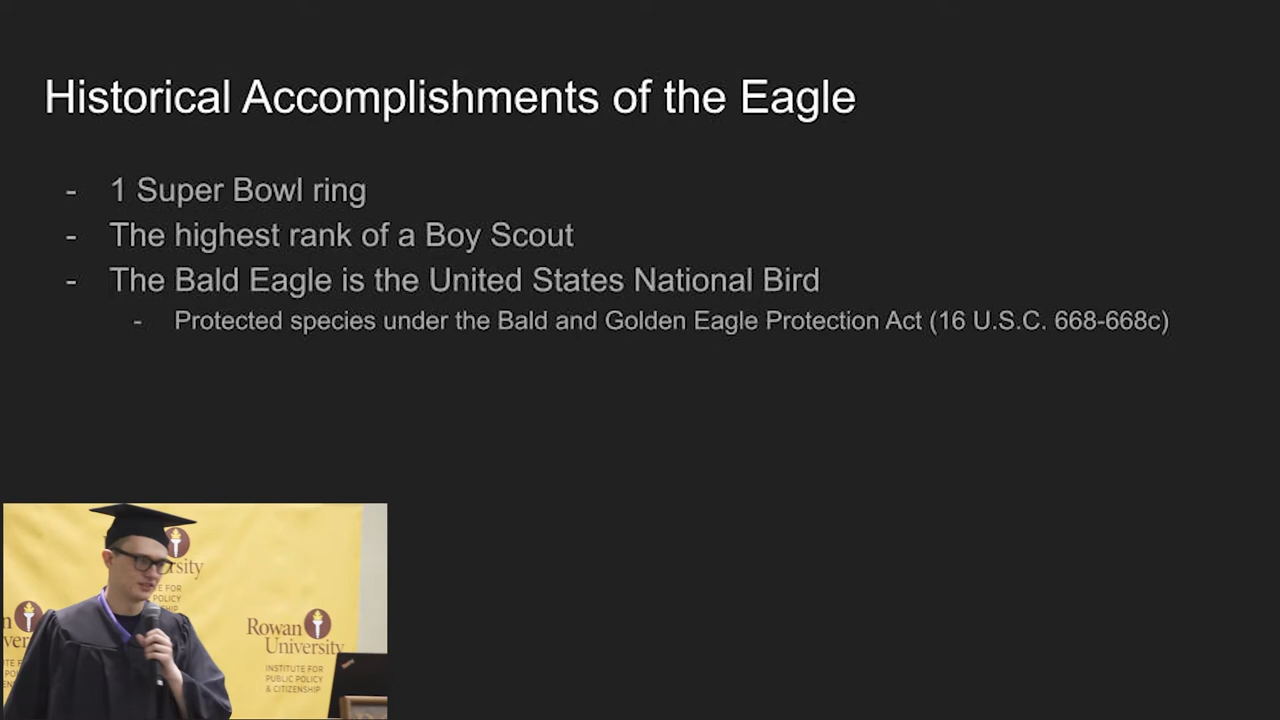 Historical Accomplishments of the Eagle
- 1 Super Bowl ring
- The highest rank of a Boy Scout
- The Bald Eagle is the United States National Bird
- Protected species under the Bald and Golden Eagle Protection Act (16 U.S.C. 668-668c)
Rowan
University
INSTITUTE FOR
PUBLIC POLICY
& CITIZENSHIP